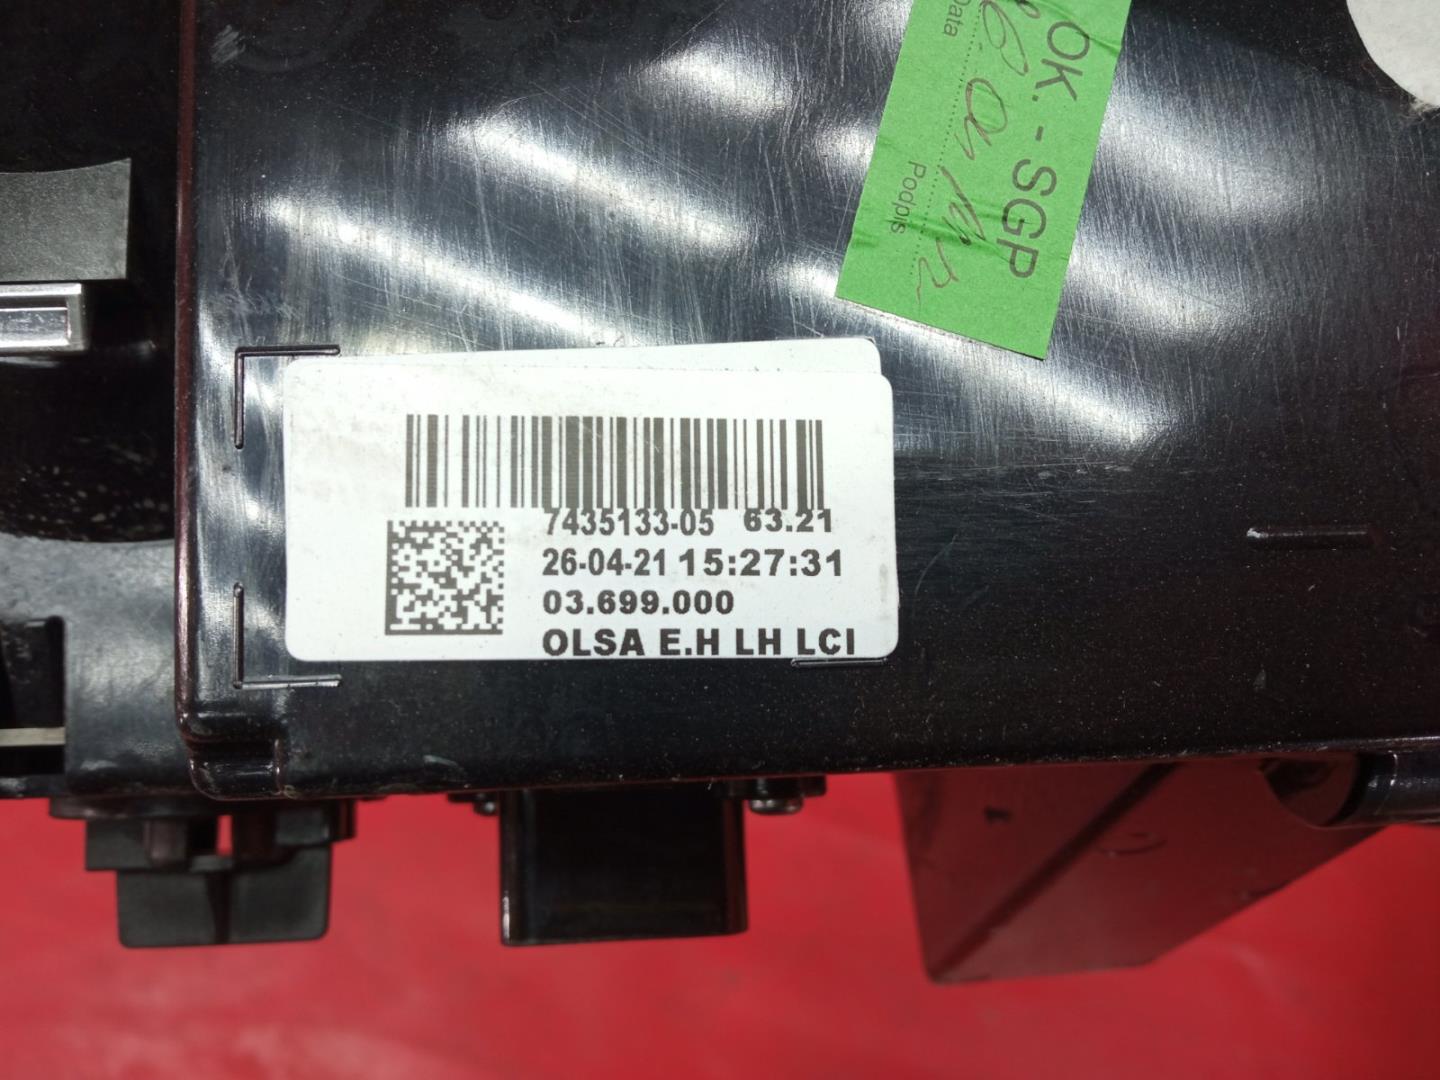 OK. - SGP
Data
Podpis
7435133-05 63.21
26-04-21 15:27:31
03.699.000
OLSA E.H LH LCI